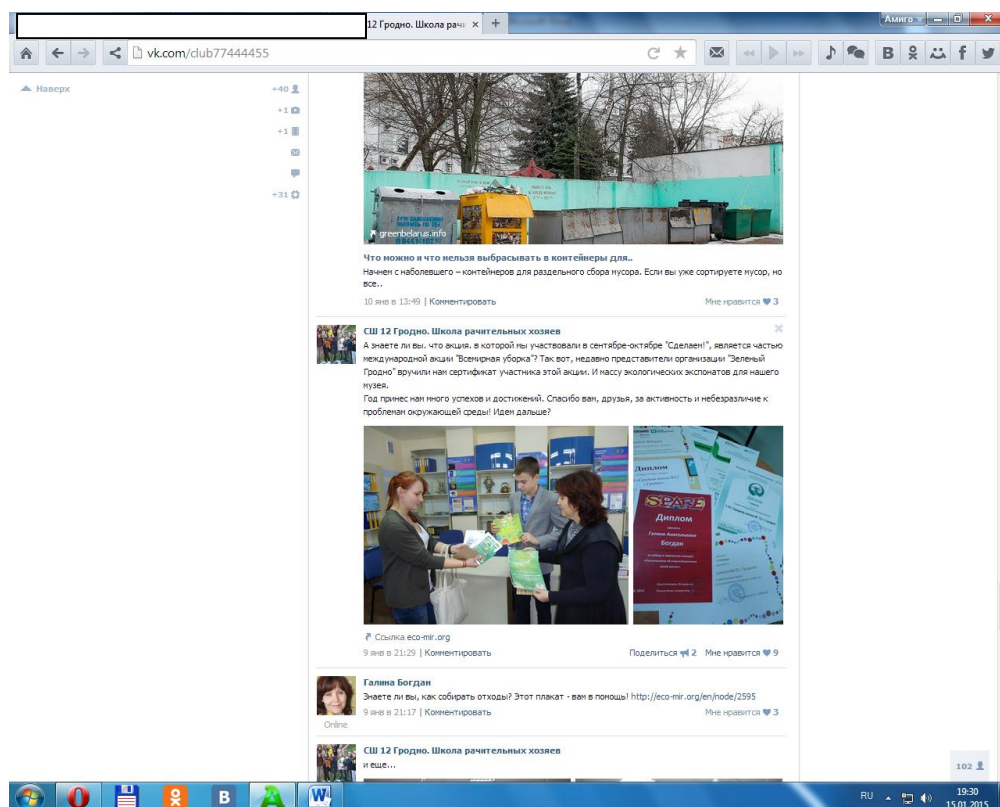 12 Гродно. Школа рачи
Амиго
vk.com/club77444455
Наверх
+40
+1
+1
+31
greenbelarus.info
Что можно и что нельзя выбрасывать в контейнеры для..
Начнем с наболевшего – контейнеров для раздельного сбора мусора. Если вы уже сортируете мусор, но
все..
10 янв в 13:49 | Комментировать
Мне нравится 3
СШ 12 Гродно. Школа рачительных хозяев
А знаете ли вы. что акция. в которой мы участвовали в сентябре-октябре "Сделаем!", является частью
международной акции "Всемирная уборка"? Так вот, недавно представители организации "Зеленый
Гродно" вручили нам сертификат участника этой акции. И массу экологических экспонатов для нашего
музея.
Год принес нам много успехов и достижений. Спасибо вам, друзья, за активность и небезразличие к
проблемам окружающей среды! Идем дальше?
Диплом
SPARE
Диплом
Галина Анатольевна
Богдан
Ссылка eco-mir.org
9 янв в 21:29 | Комментировать
Поделиться 2 Мне нравится 9
Галина Богдан
Знаете ли вы, как собирать отходы? Этот плакат - вам в помощь! http://eco-mir.org/en/node/2595
9 янв в 21:17 | Комментировать
Мне нравится 3
Online
СШ 12 Гродно. Школа рачительных хозяев
и еще...
102
RU
19:30
15.01.2015